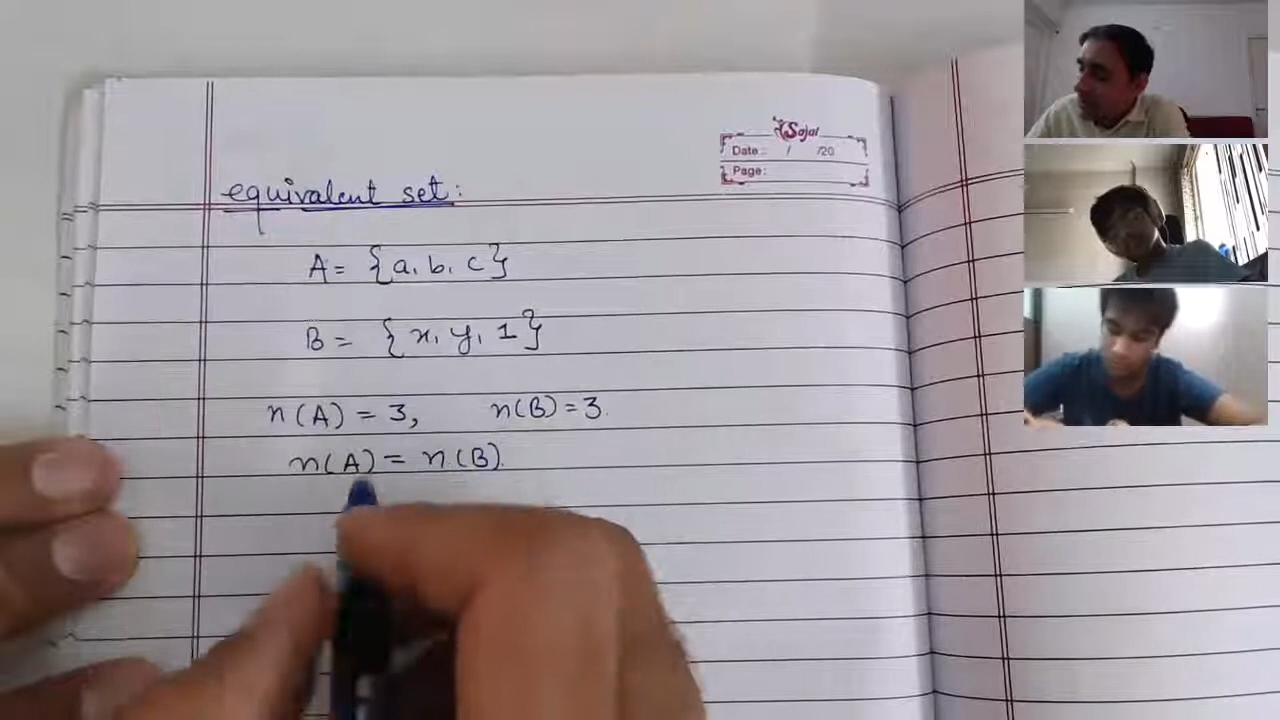 Sajal
Date: / /20
Page:
equivalent set:
A = {a, b, c}
B = {x, y, 1}
n(A) = 3, n(B) = 3.
n(A) = n(B).